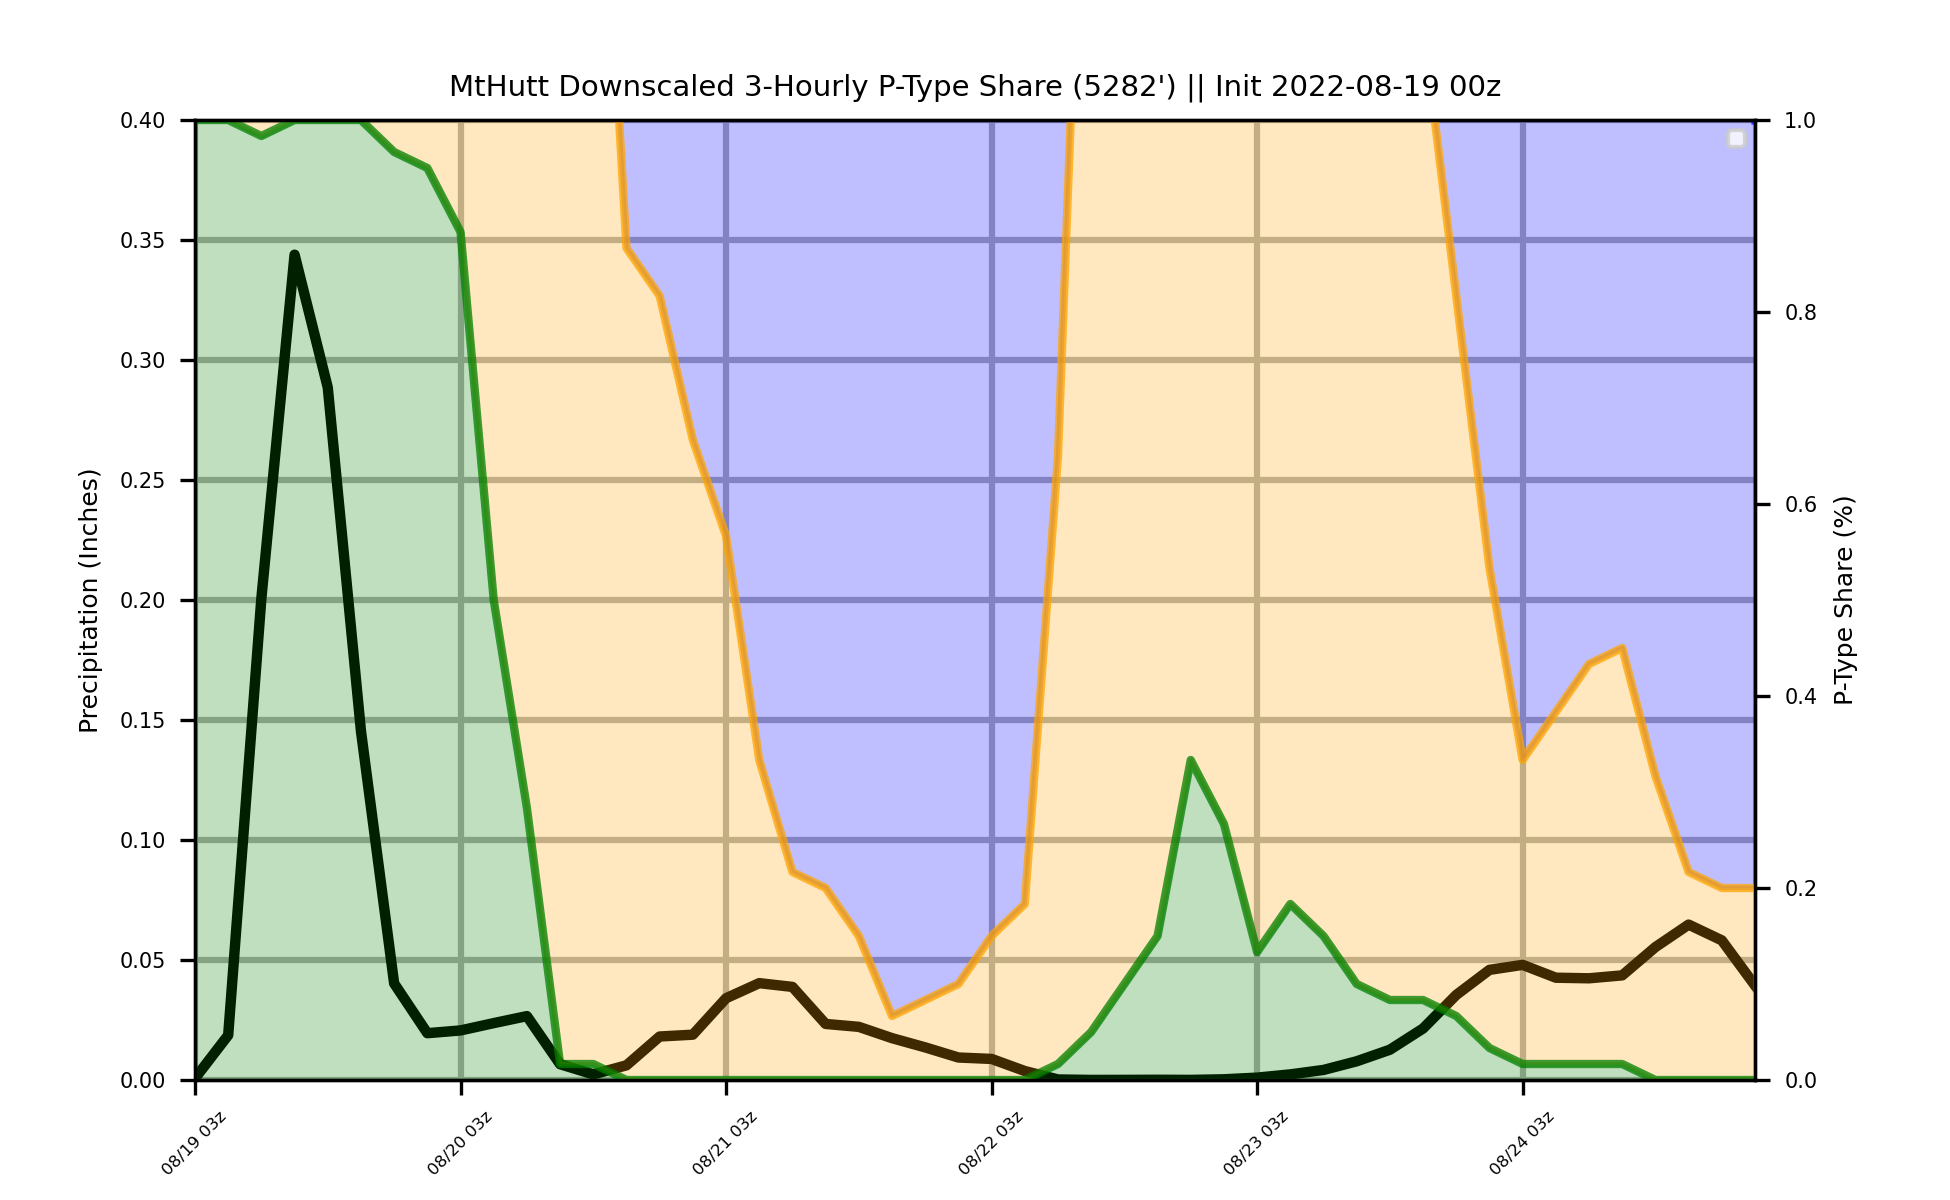 MtHutt Downscaled 3-Hourly P-Type Share (5282') || Init 2022-08-19 00z
0.40
0.35
0.30
0.25
0.20
0.15
0.10
0.05
0.00
Precipitation (Inches)
1.0
0.8
0.6
0.4
0.2
0.0
P-Type Share (%)
08/19 03z
08/20 03z
08/21 03z
08/22 03z
08/23 03z
08/24 03z